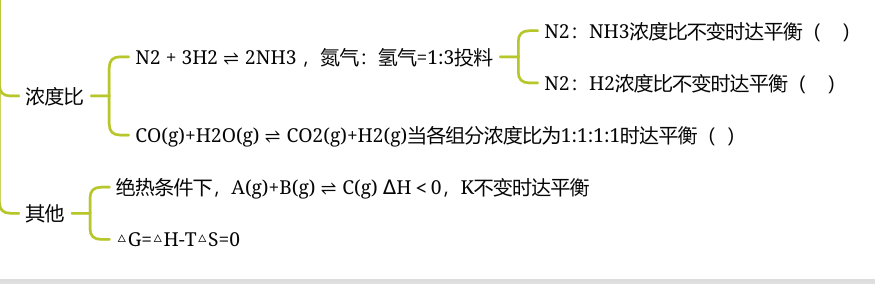 浓度比
N2 + 3H2 ⇌ 2NH3 ，氮气：氢气=1:3投料
N2：NH3浓度比不变时达平衡（　）
N2：H2浓度比不变时达平衡（　）
CO(g)+H2O(g) ⇌ CO2(g)+H2(g)当各组分浓度比为1:1:1:1时达平衡（ ）
其他
绝热条件下，A(g)+B(g) ⇌ C(g) ΔH < 0，K不变时达平衡
△G=△H-T△S=0